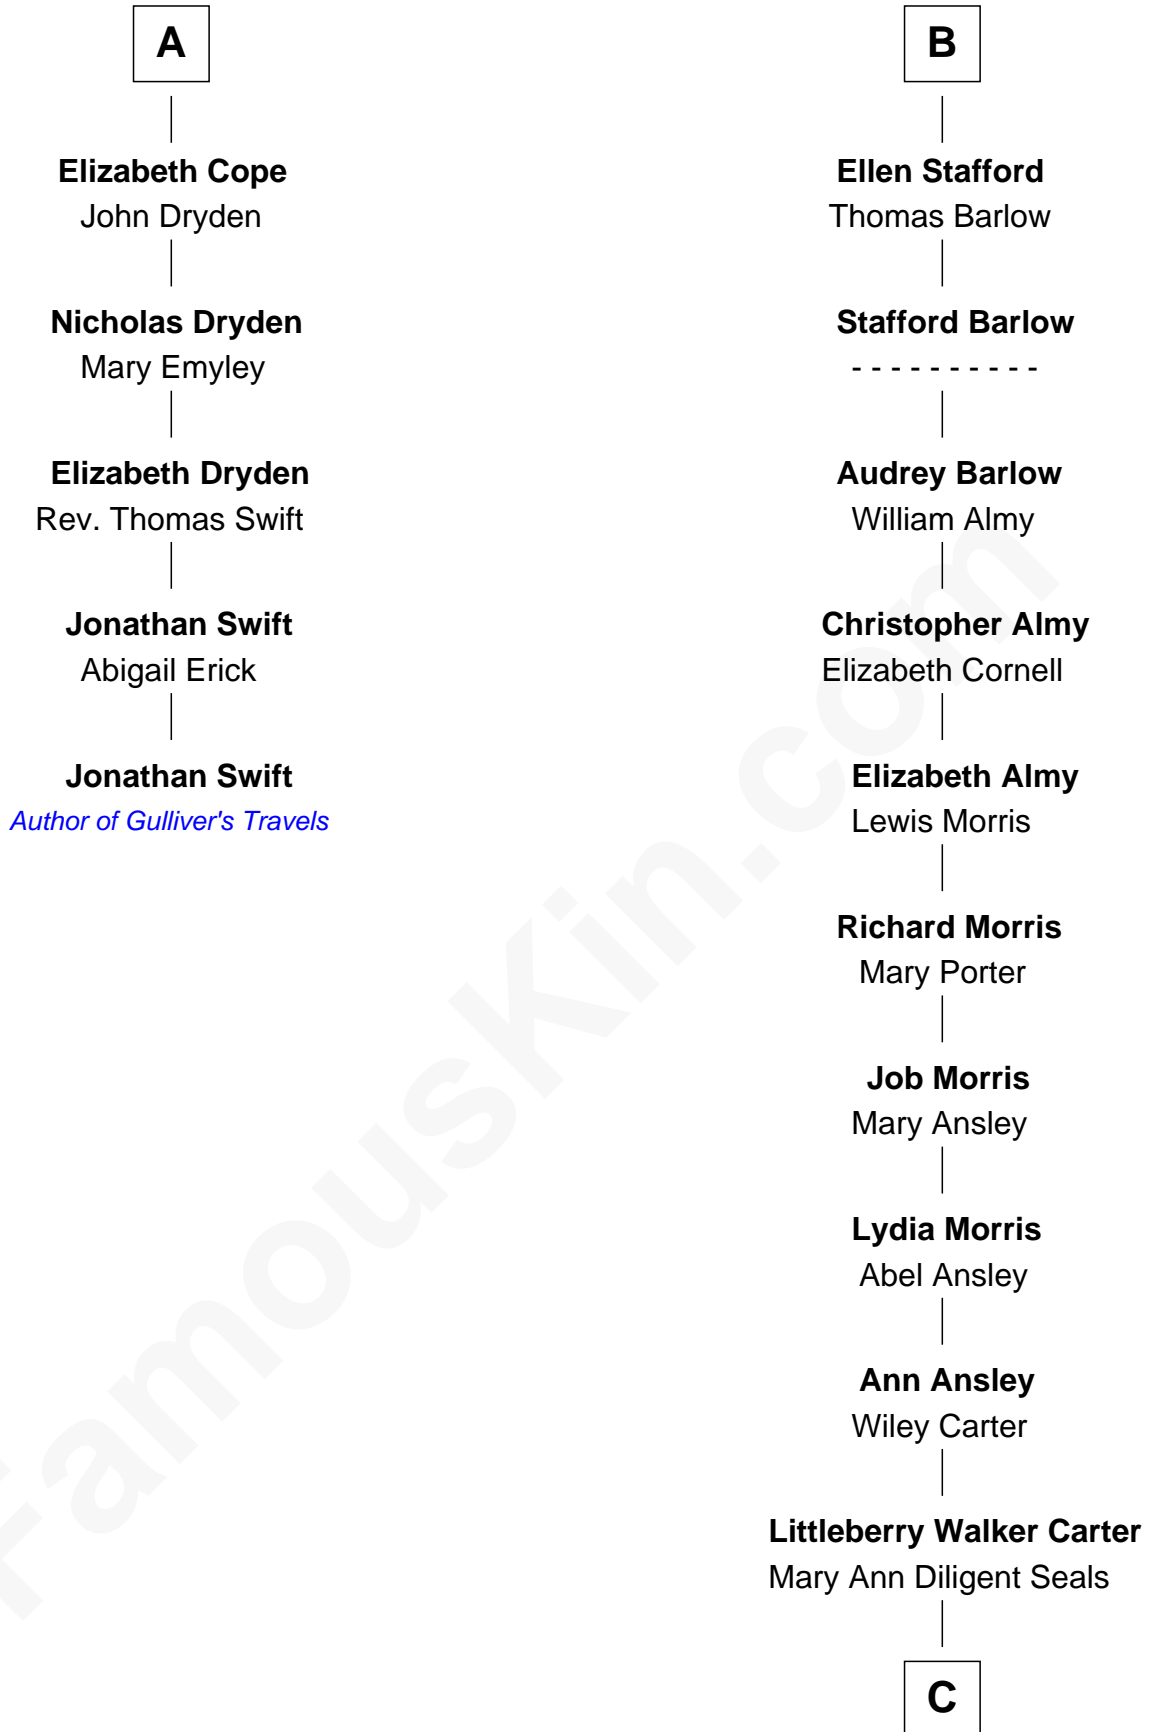 A
Elizabeth Cope
John Dryden
Nicholas Dryden
Mary Emyley
Elizabeth Dryden
Rev. Thomas Swift
Jonathan Swift
Abigail Erick
Jonathan Swift
Author of Gulliver's Travels
B
Ellen Stafford
Thomas Barlow
Stafford Barlow
- - - - - - - - - -
Audrey Barlow
William Almy
Christopher Almy
Elizabeth Cornell
Elizabeth Almy
Lewis Morris
Richard Morris
Mary Porter
Job Morris
Mary Ansley
Lydia Morris
Abel Ansley
Ann Ansley
Wiley Carter
Littleberry Walker Carter
Mary Ann Diligent Seals
C
FamousKin.com